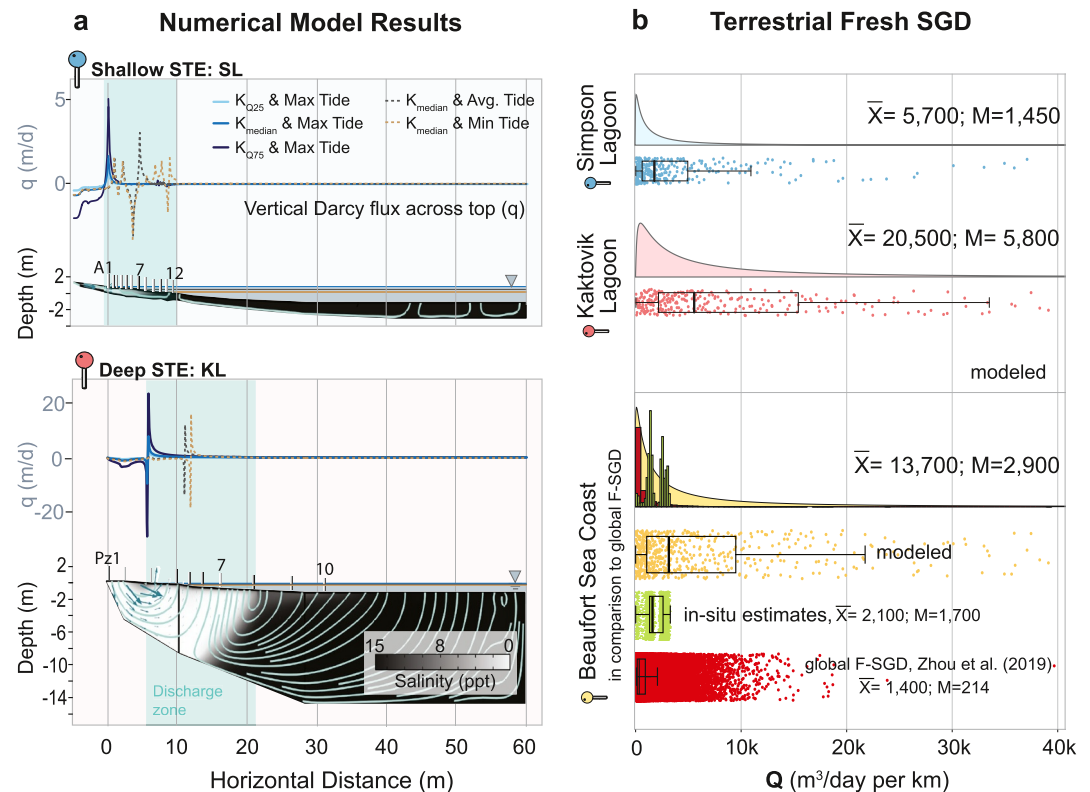 a
Numerical Model Results
Shallow STE: SL
5
0
q (m/d)
K_Q25 & Max Tide
K_median & Max Tide
K_Q75 & Max Tide
K_median & Avg. Tide
K_median & Min Tide
Vertical Darcy flux across top (q)
Depth (m)
2
-2
A1
7
12
Deep STE: KL
20
0
-20
q (m/d)
Pz1
7
10
Depth (m)
2
-2
-6
-10
-14
15
8
0
Salinity (ppt)
Discharge
zone
0
10
20
30
40
50
60
Horizontal Distance (m)
b
Terrestrial Fresh SGD
Simpson
Lagoon
X̅= 5,700; M=1,450
Kaktovik
Lagoon
X̅= 20,500; M= 5,800
modeled
Beaufort Sea Coast
in comparison to global F-SGD
X̅= 13,700; M=2,900
modeled
in-situ estimates, X̅= 2,100; M=1,700
global F-SGD, Zhou et al. (2019)
X̅= 1,400; M=214
0
10k
20k
30k
40k
Q (m³/day per km)